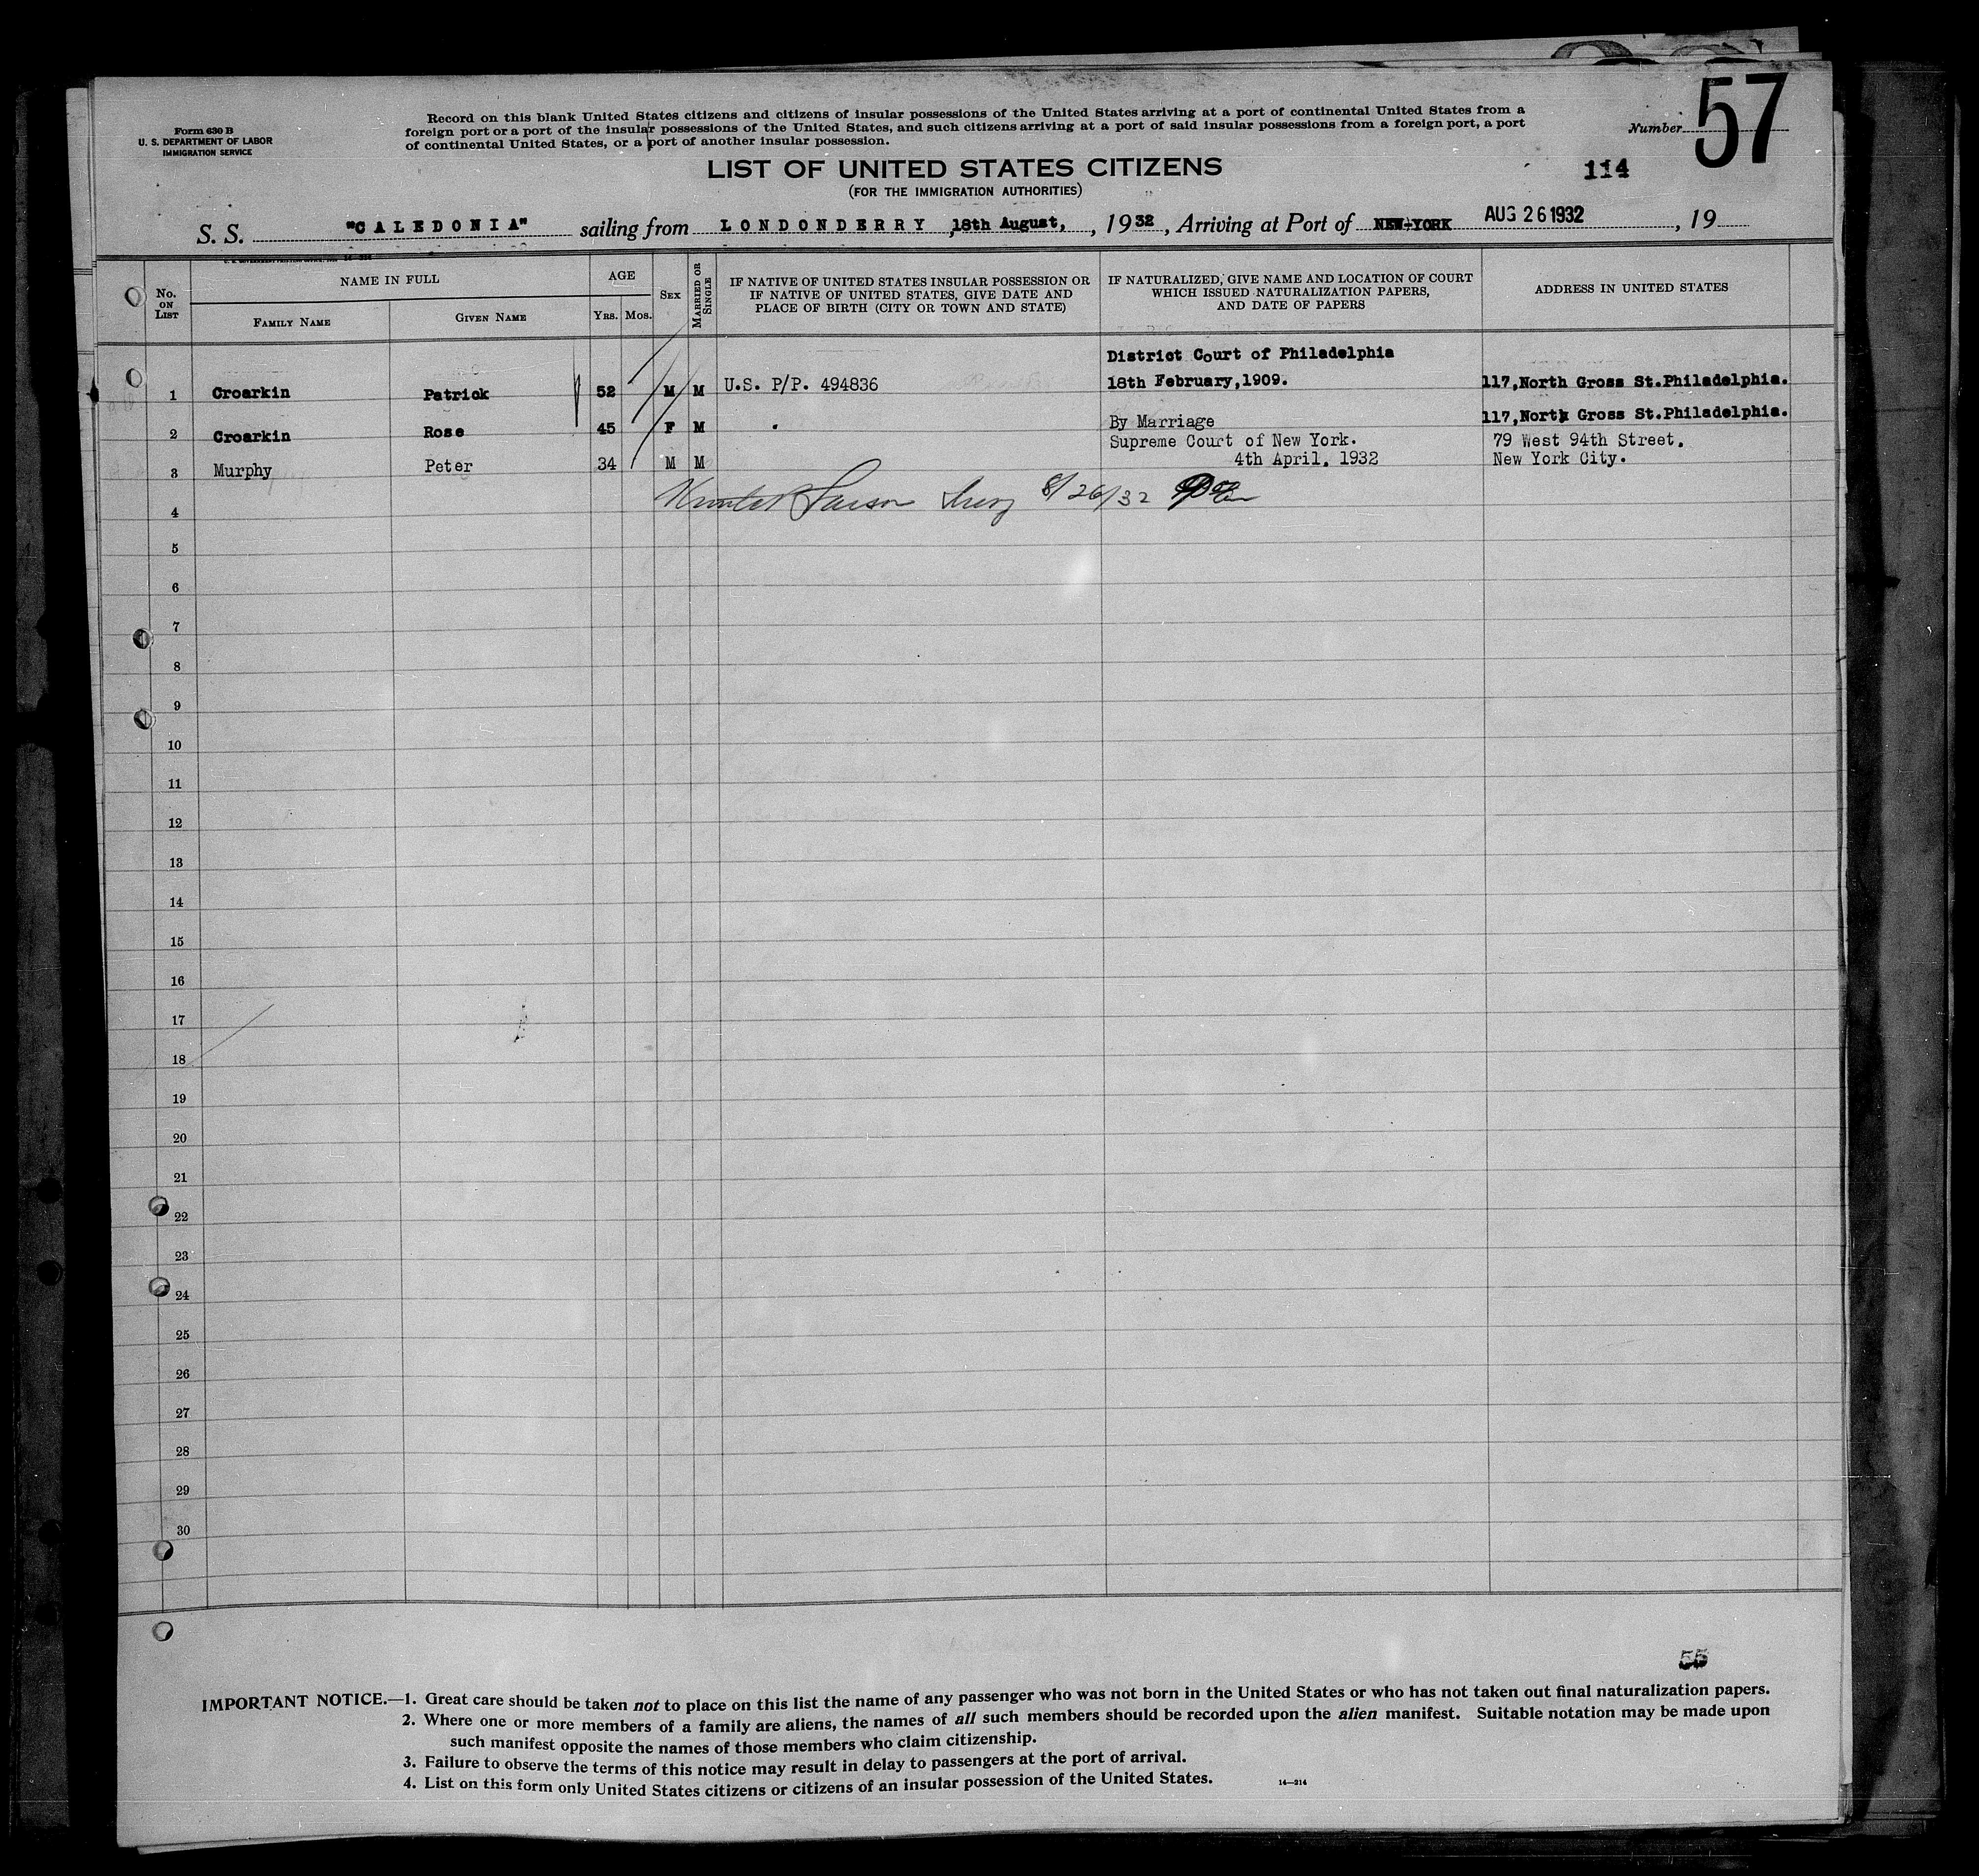 57
Form 630 B
U. S. DEPARTMENT OF LABOR
IMMIGRATION SERVICE
Record on this blank United States citizens and citizens of insular possessions of the United States arriving at a port of continental United States from a
foreign port or a port of the insular possessions of the United States, and such citizens arriving at a port of said insular possessions from a foreign port, a port
of continental United States, or a port of another insular possession.
Number
LIST OF UNITED STATES CITIZENS
(FOR THE IMMIGRATION AUTHORITIES)
114
S. S. "CALEDONIA" sailing from LONDONDERRY, 18th August, , 1932, Arriving at Port of NEW-YORK AUG 26 1932, 19
No. ON LIST
NAME IN FULL
FAMILY NAME
GIVEN NAME
AGE
YRS. MOS.
SEX
MARRIED OR SINGLE
IF NATIVE OF UNITED STATES INSULAR POSSESSION OR
IF NATIVE OF UNITED STATES, GIVE DATE AND
PLACE OF BIRTH (CITY OR TOWN AND STATE)
IF NATURALIZED, GIVE NAME AND LOCATION OF COURT
WHICH ISSUED NATURALIZATION PAPERS,
AND DATE OF PAPERS
ADDRESS IN UNITED STATES
District Court of Philadelphia
1 Croarkin Patrick 52 M M U.S. P/P. 494836 18th February,1909. 117,North Gross St.Philadelphia.
2 Croarkin Rose 45 F M By Marriage 117,North Gross St.Philadelphia.
Supreme Court of New York. 79 West 94th Street.
3 Murphy Peter 34 M M 4th April. 1932 New York City.
4 8/26/32
5
6
7
8
9
10
11
12
13
14
15
16
17
18
19
20
21
22
23
24
25
26
27
28
29
30
55
IMPORTANT NOTICE.—1. Great care should be taken not to place on this list the name of any passenger who was not born in the United States or who has not taken out final naturalization papers.
2. Where one or more members of a family are aliens, the names of all such members should be recorded upon the alien manifest. Suitable notation may be made upon
such manifest opposite the names of those members who claim citizenship.
3. Failure to observe the terms of this notice may result in delay to passengers at the port of arrival.
4. List on this form only United States citizens or citizens of an insular possession of the United States. 14—214